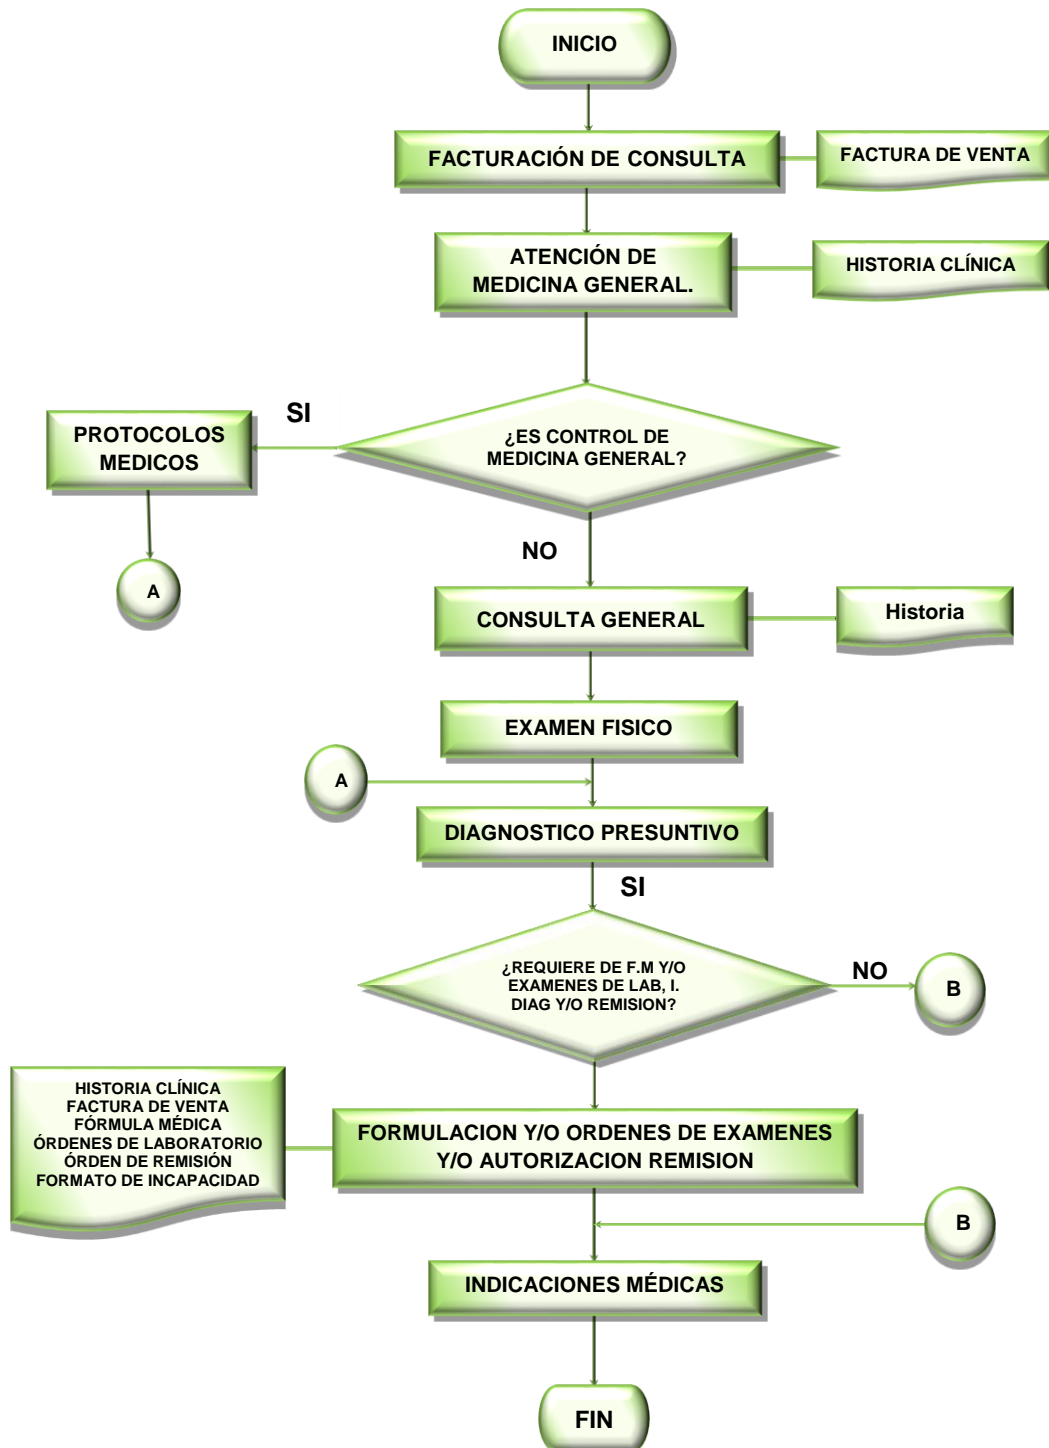 INICIO
FACTURACIÓN DE CONSULTA
FACTURA DE VENTA
ATENCIÓN DE
MEDICINA GENERAL.
HISTORIA CLÍNICA
SI
PROTOCOLOS
MEDICOS
¿ES CONTROL DE
MEDICINA GENERAL?
NO
A
CONSULTA GENERAL
Historia
EXAMEN FISICO
A
DIAGNOSTICO PRESUNTIVO
SI
¿REQUIERE DE F.M Y/O
EXAMENES DE LAB, I.
DIAG Y/O REMISION?
NO
B
HISTORIA CLÍNICA
FACTURA DE VENTA
FÓRMULA MÉDICA
ÓRDENES DE LABORATORIO
ÓRDEN DE REMISIÓN
FORMATO DE INCAPACIDAD
FORMULACION Y/O ORDENES DE EXAMENES
Y/O AUTORIZACION REMISION
B
INDICACIONES MÉDICAS
FIN